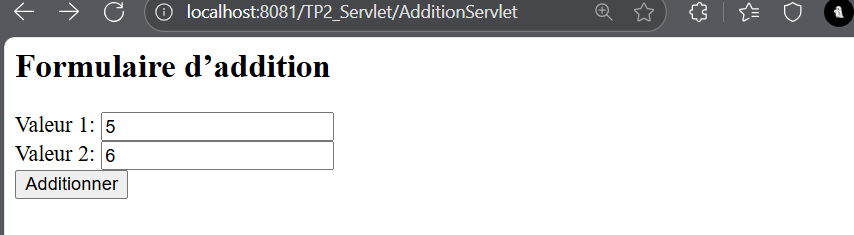 localhost:8081/TP2_Servlet/AdditionServlet
Formulaire d’addition
Valeur 1: 5
Valeur 2: 6
Additionner